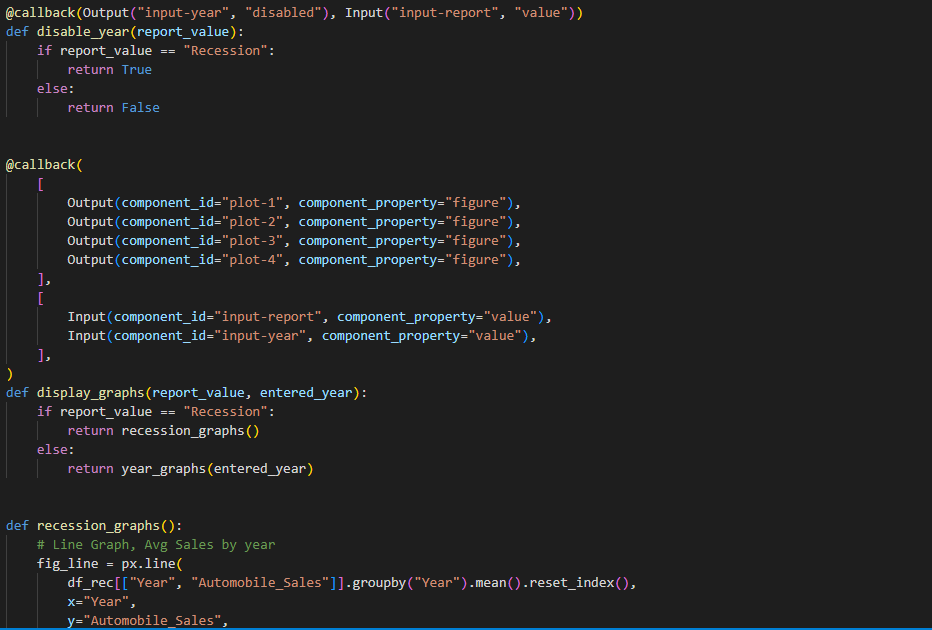 @callback(Output("input-year", "disabled"), Input("input-report", "value"))
def disable_year(report_value):
    if report_value == "Recession":
        return True
    else:
        return False
@callback(
    [
        Output(component_id="plot-1", component_property="figure"),
        Output(component_id="plot-2", component_property="figure"),
        Output(component_id="plot-3", component_property="figure"),
        Output(component_id="plot-4", component_property="figure"),
    ],
    [
        Input(component_id="input-report", component_property="value"),
        Input(component_id="input-year", component_property="value"),
    ],
)
def display_graphs(report_value, entered_year):
    if report_value == "Recession":
        return recession_graphs()
    else:
        return year_graphs(entered_year)
def recession_graphs():
    # Line Graph, Avg Sales by year
    fig_line = px.line(
        df_rec[["Year", "Automobile_Sales"]].groupby("Year").mean().reset_index(),
        x="Year",
        y="Automobile_Sales",